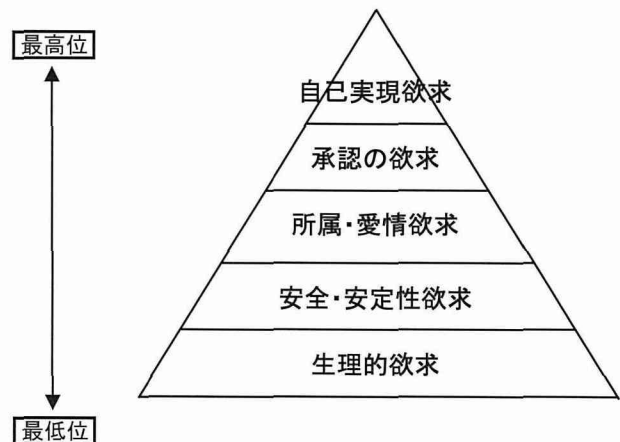 最高位
自己実現欲求
承認の欲求
所属・愛情欲求
安全・安定性欲求
生理的欲求
最低位